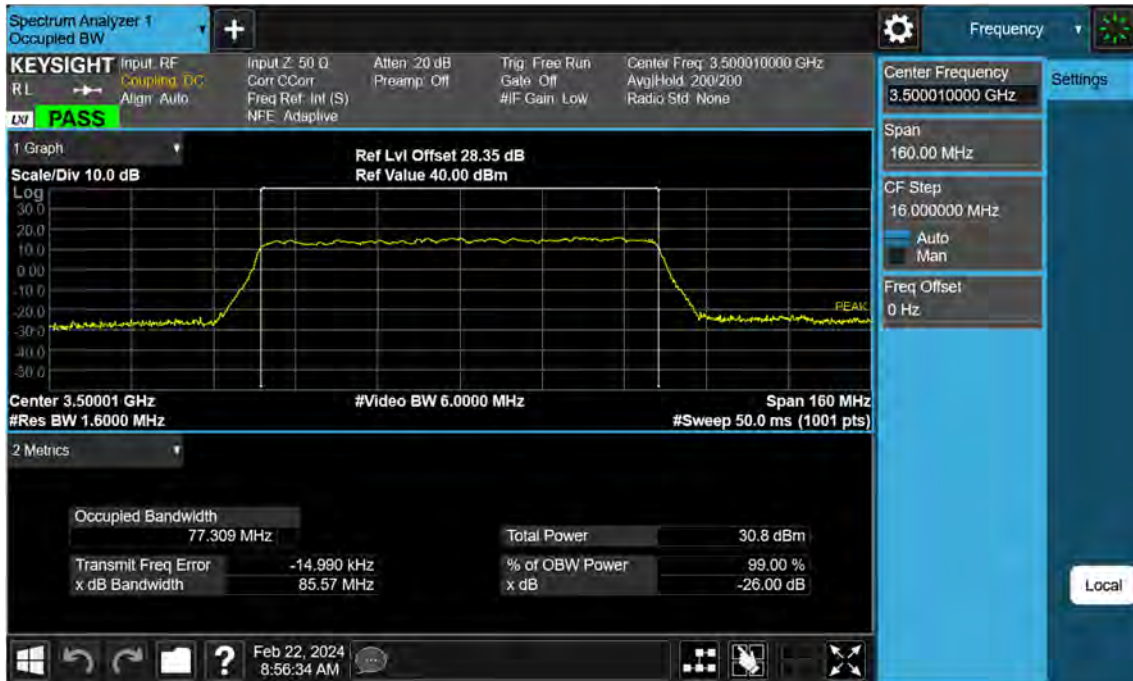 Spectrum Analyzer 1
Occupied BW
+
Frequency
KEYSIGHT
RL
LXI
PASS
Input: RF
Coupling: DC
Align: Auto
Input Z: 50 Ω
Corr CCorr
Freq Ref: Int (S)
NFE: Adaptive
Atten: 20 dB
Preamp: Off
Trig: Free Run
Gate: Off
#IF Gain: Low
Center Freq: 3.500010000 GHz
Avg|Hold: 200/200
Radio Std: None
Center Frequency
3.500010000 GHz
Settings
Span
160.00 MHz
CF Step
16.000000 MHz
Auto
Man
Freq Offset
0 Hz
1 Graph
Scale/Div 10.0 dB
Ref Lvl Offset 28.35 dB
Ref Value 40.00 dBm
Log
30.0
20.0
10.0
0.00
-10.0
-20.0
-30.0
-40.0
-50.0
PEAK
Center 3.50001 GHz
#Video BW 6.0000 MHz
Span 160 MHz
#Res BW 1.6000 MHz
#Sweep 50.0 ms (1001 pts)
2 Metrics
Occupied Bandwidth
77.309 MHz
Total Power 30.8 dBm
Transmit Freq Error -14.990 kHz
% of OBW Power 99.00 %
x dB Bandwidth 85.57 MHz
x dB -26.00 dB
Local
?
Feb 22, 2024
8:56:34 AM